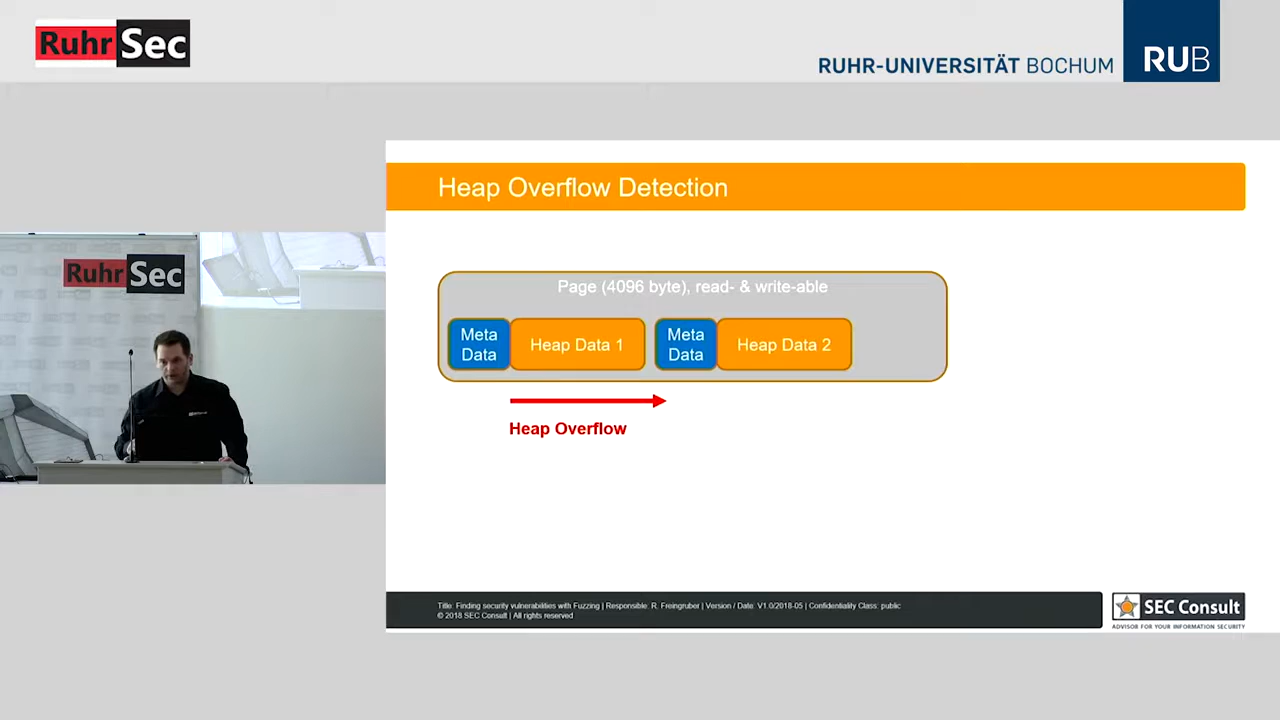 RuhrSec
RUHR-UNIVERSITÄT BOCHUM
RUB
Heap Overflow Detection
RuhrSec
Page (4096 byte), read- & write-able
Meta
Data
Heap Data 1
Meta
Data
Heap Data 2
Heap Overflow
Title: Finding security vulnerabilities with Fuzzing | Responsible: R. Freingruber | Version / Date: V1.0/2018-05 | Confidentiality Class: public
© 2018 SEC Consult | All rights reserved
SEC Consult
ADVISOR FOR YOUR INFORMATION SECURITY